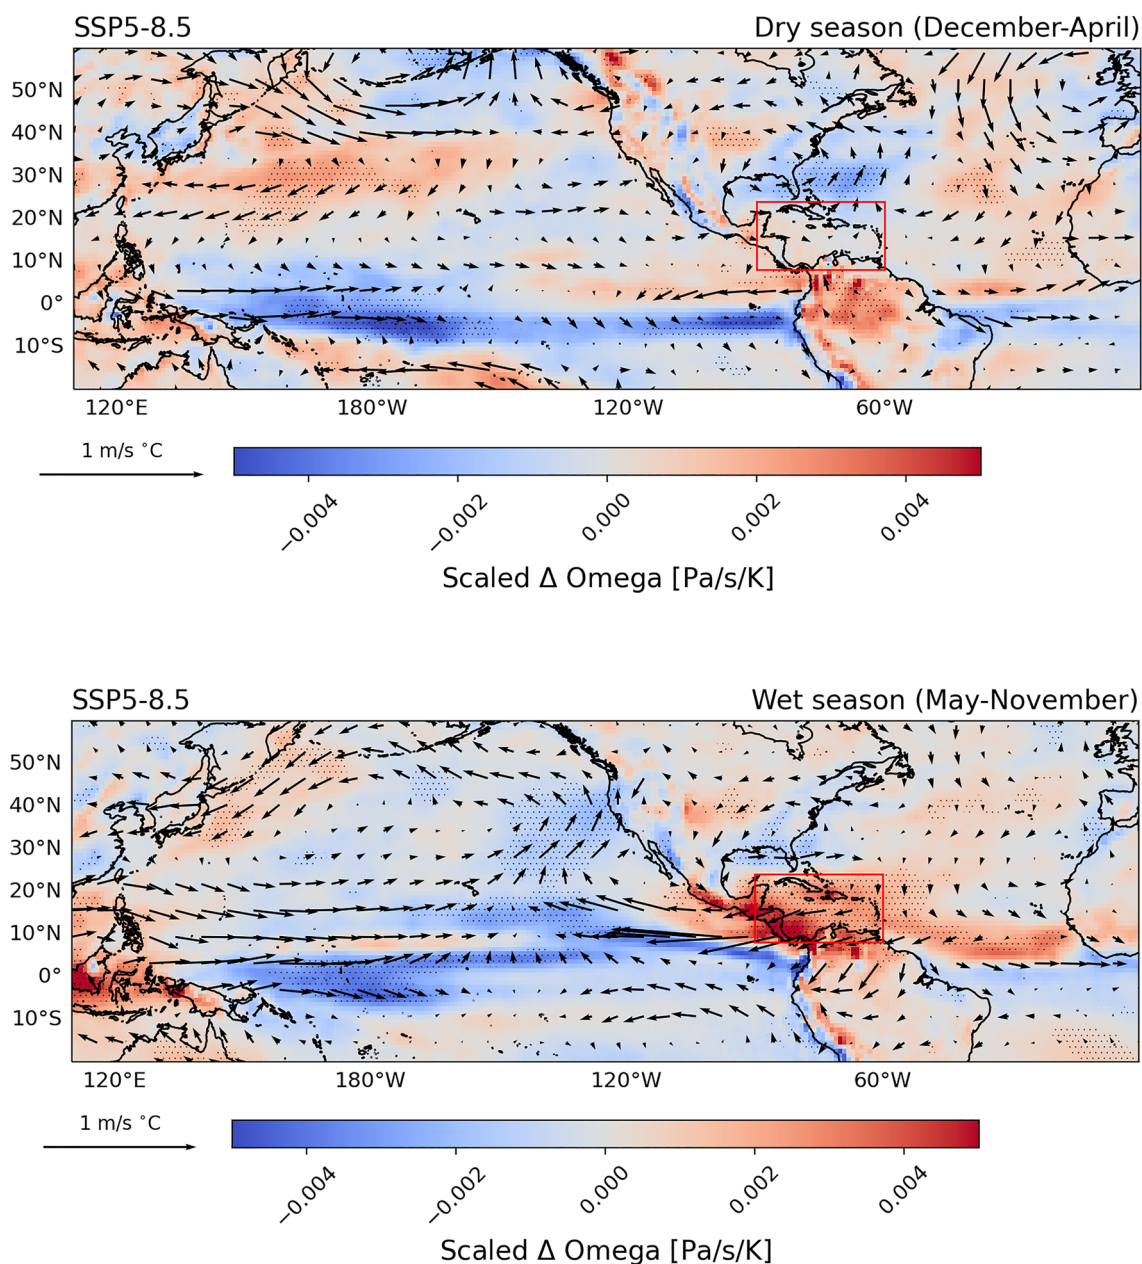 SSP5-8.5 Dry season (December-April)
50°N
40°N
30°N
20°N
10°N
0°
10°S
120°E 180°W 120°W 60°W
1 m/s ˚C
−0.004 −0.002 0.000 0.002 0.004
Scaled Δ Omega [Pa/s/K]
SSP5-8.5 Wet season (May-November)
50°N
40°N
30°N
20°N
10°N
0°
10°S
120°E 180°W 120°W 60°W
1 m/s ˚C
−0.004 −0.002 0.000 0.002 0.004
Scaled Δ Omega [Pa/s/K]